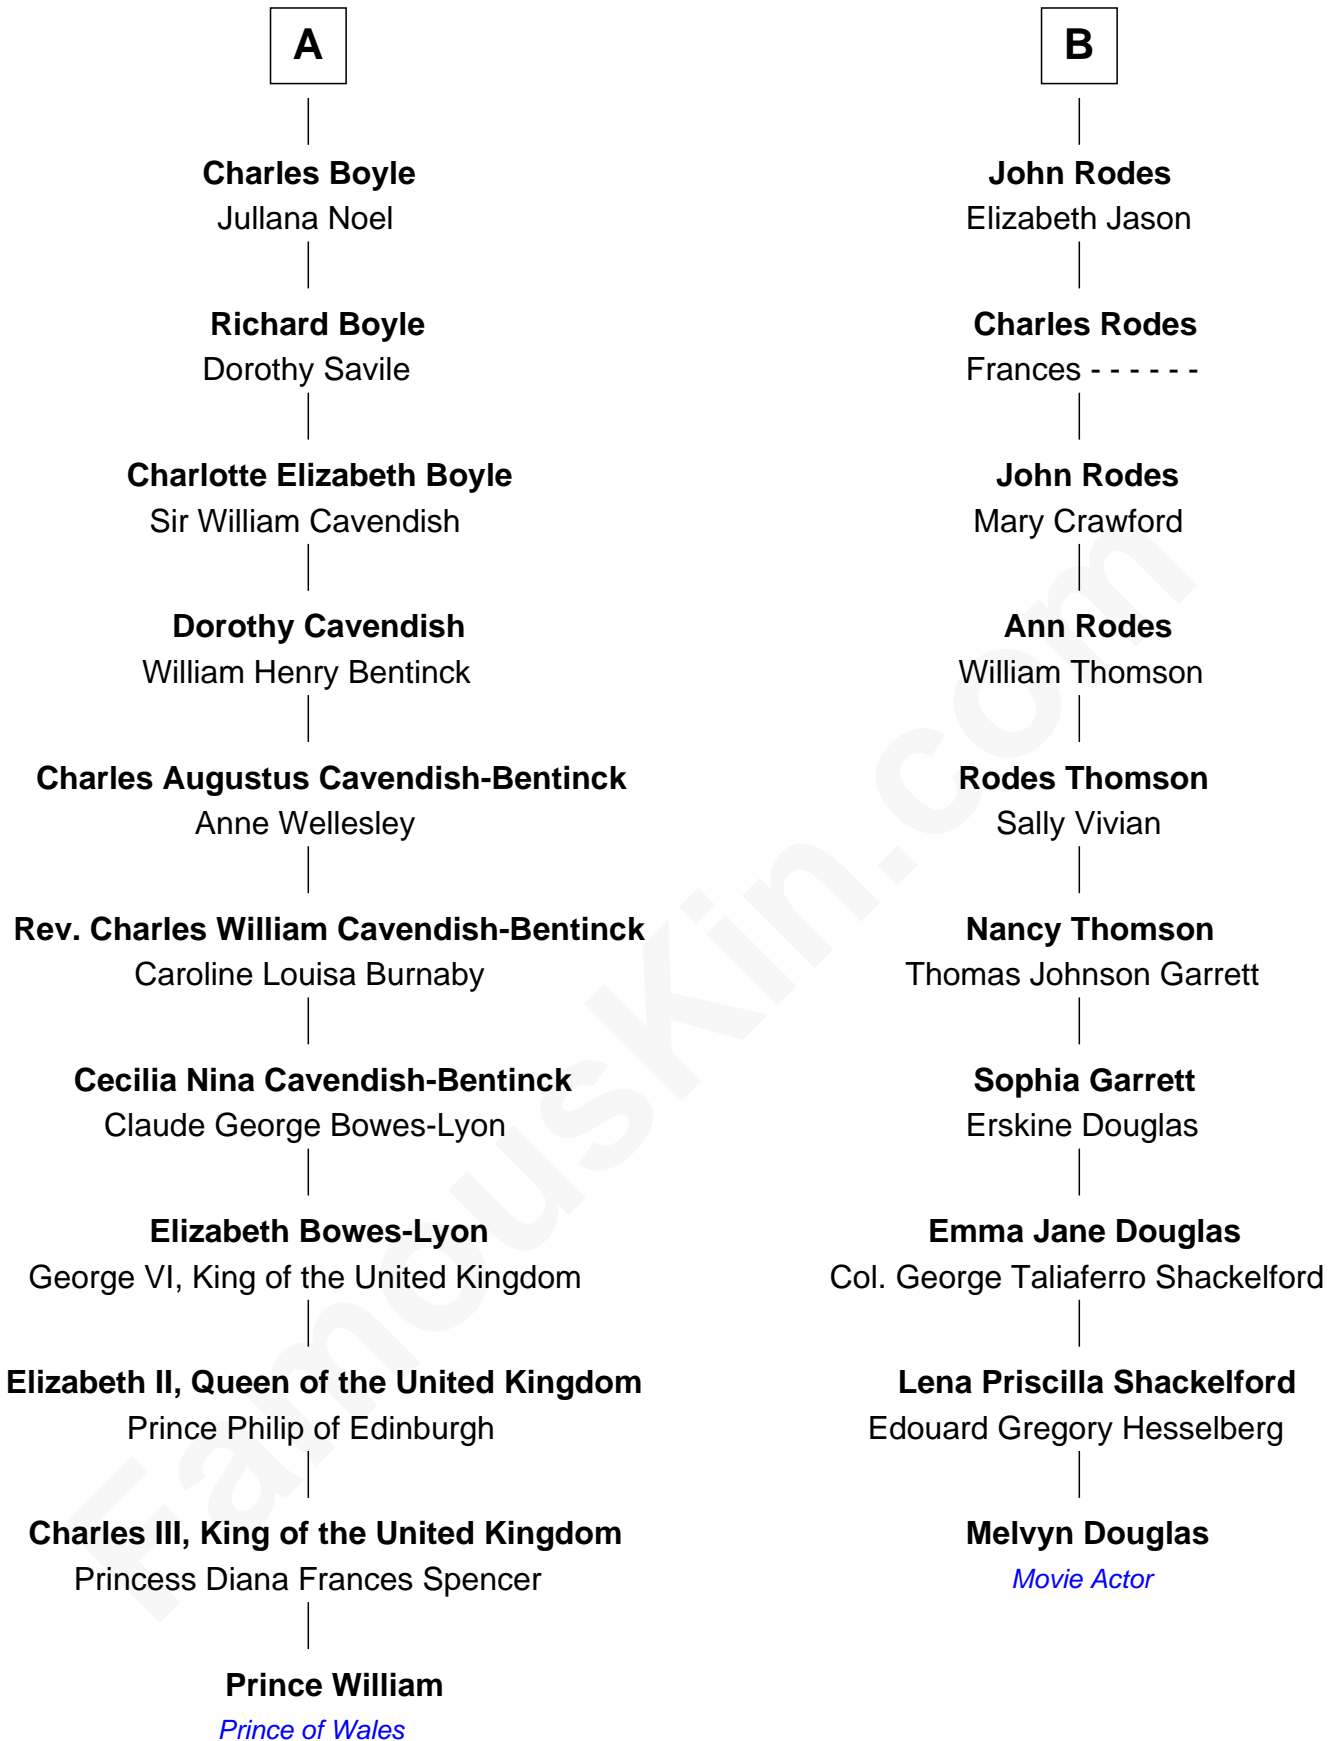 A
Charles Boyle
Jullana Noel
Richard Boyle
Dorothy Savile
Charlotte Elizabeth Boyle
Sir William Cavendish
Dorothy Cavendish
William Henry Bentinck
Charles Augustus Cavendish-Bentinck
Anne Wellesley
Rev. Charles William Cavendish-Bentinck
Caroline Louisa Burnaby
Cecilia Nina Cavendish-Bentinck
Claude George Bowes-Lyon
Elizabeth Bowes-Lyon
George VI, King of the United Kingdom
Elizabeth II, Queen of the United Kingdom
Prince Philip of Edinburgh
Charles III, King of the United Kingdom
Princess Diana Frances Spencer
Prince William
Prince of Wales
B
John Rodes
Elizabeth Jason
Charles Rodes
Frances - - - - - -
John Rodes
Mary Crawford
Ann Rodes
William Thomson
Rodes Thomson
Sally Vivian
Nancy Thomson
Thomas Johnson Garrett
Sophia Garrett
Erskine Douglas
Emma Jane Douglas
Col. George Taliaferro Shackelford
Lena Priscilla Shackelford
Edouard Gregory Hesselberg
Melvyn Douglas
Movie Actor
FamousKin.com